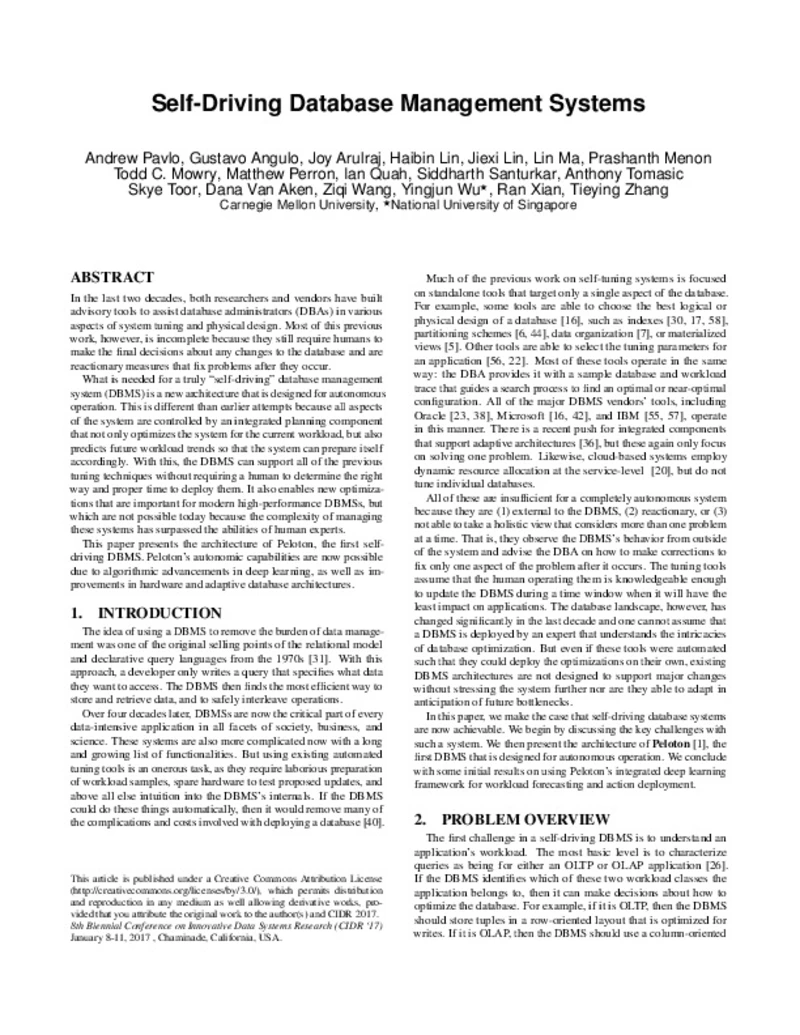 Self-Driving Database Management Systems
Andrew Pavlo, Gustavo Angulo, Joy Arulraj, Haibin Lin, Jiexi Lin, Lin Ma, Prashanth Menon
Todd C. Mowry, Matthew Perron, Ian Quah, Siddharth Santurkar, Anthony Tomasic
Skye Toor, Dana Van Aken, Ziqi Wang, Yingjun Wu★, Ran Xian, Tieying Zhang
Carnegie Mellon University, ★National University of Singapore
ABSTRACT
In the last two decades, both researchers and vendors have built
advisory tools to assist database administrators (DBAs) in various
aspects of system tuning and physical design. Most of this previous
work, however, is incomplete because they still require humans to
make the final decisions about any changes to the database and are
reactionary measures that fix problems after they occur.
What is needed for a truly “self-driving” database management
system (DBMS) is a new architecture that is designed for autonomous
operation. This is different than earlier attempts because all aspects
of the system are controlled by an integrated planning component
that not only optimizes the system for the current workload, but also
predicts future workload trends so that the system can prepare itself
accordingly. With this, the DBMS can support all of the previous
tuning techniques without requiring a human to determine the right
way and proper time to deploy them. It also enables new optimiza-
tions that are important for modern high-performance DBMSs, but
which are not possible today because the complexity of managing
these systems has surpassed the abilities of human experts.
This paper presents the architecture of Peloton, the first self-
driving DBMS. Peloton’s autonomic capabilities are now possible
due to algorithmic advancements in deep learning, as well as im-
provements in hardware and adaptive database architectures.
1. INTRODUCTION
The idea of using a DBMS to remove the burden of data manage-
ment was one of the original selling points of the relational model
and declarative query languages from the 1970s [31]. With this
approach, a developer only writes a query that specifies what data
they want to access. The DBMS then finds the most efficient way to
store and retrieve data, and to safely interleave operations.
Over four decades later, DBMSs are now the critical part of every
data-intensive application in all facets of society, business, and
science. These systems are also more complicated now with a long
and growing list of functionalities. But using existing automated
tuning tools is an onerous task, as they require laborious preparation
of workload samples, spare hardware to test proposed updates, and
above all else intuition into the DBMS’s internals. If the DBMS
could do these things automatically, then it would remove many of
the complications and costs involved with deploying a database [40].
This article is published under a Creative Commons Attribution License
(http://creativecommons.org/licenses/by/3.0/), which permits distribution
and reproduction in any medium as well allowing derivative works, pro-
vided that you attribute the original work to the author(s) and CIDR 2017.
8th Biennial Conference on Innovative Data Systems Research (CIDR ‘17)
January 8-11, 2017 , Chaminade, California, USA.
Much of the previous work on self-tuning systems is focused
on standalone tools that target only a single aspect of the database.
For example, some tools are able to choose the best logical or
physical design of a database [16], such as indexes [30, 17, 58],
partitioning schemes [6, 44], data organization [7], or materialized
views [5]. Other tools are able to select the tuning parameters for
an application [56, 22]. Most of these tools operate in the same
way: the DBA provides it with a sample database and workload
trace that guides a search process to find an optimal or near-optimal
configuration. All of the major DBMS vendors’ tools, including
Oracle [23, 38], Microsoft [16, 42], and IBM [55, 57], operate
in this manner. There is a recent push for integrated components
that support adaptive architectures [36], but these again only focus
on solving one problem. Likewise, cloud-based systems employ
dynamic resource allocation at the service-level [20], but do not
tune individual databases.
All of these are insufficient for a completely autonomous system
because they are (1) external to the DBMS, (2) reactionary, or (3)
not able to take a holistic view that considers more than one problem
at a time. That is, they observe the DBMS’s behavior from outside
of the system and advise the DBA on how to make corrections to
fix only one aspect of the problem after it occurs. The tuning tools
assume that the human operating them is knowledgeable enough
to update the DBMS during a time window when it will have the
least impact on applications. The database landscape, however, has
changed significantly in the last decade and one cannot assume that
a DBMS is deployed by an expert that understands the intricacies
of database optimization. But even if these tools were automated
such that they could deploy the optimizations on their own, existing
DBMS architectures are not designed to support major changes
without stressing the system further nor are they able to adapt in
anticipation of future bottlenecks.
In this paper, we make the case that self-driving database systems
are now achievable. We begin by discussing the key challenges with
such a system. We then present the architecture of Peloton [1], the
first DBMS that is designed for autonomous operation. We conclude
with some initial results on using Peloton’s integrated deep learning
framework for workload forecasting and action deployment.
2. PROBLEM OVERVIEW
The first challenge in a self-driving DBMS is to understand an
application’s workload. The most basic level is to characterize
queries as being for either an OLTP or OLAP application [26].
If the DBMS identifies which of these two workload classes the
application belongs to, then it can make decisions about how to
optimize the database. For example, if it is OLTP, then the DBMS
should store tuples in a row-oriented layout that is optimized for
writes. If it is OLAP, then the DBMS should use a column-oriented